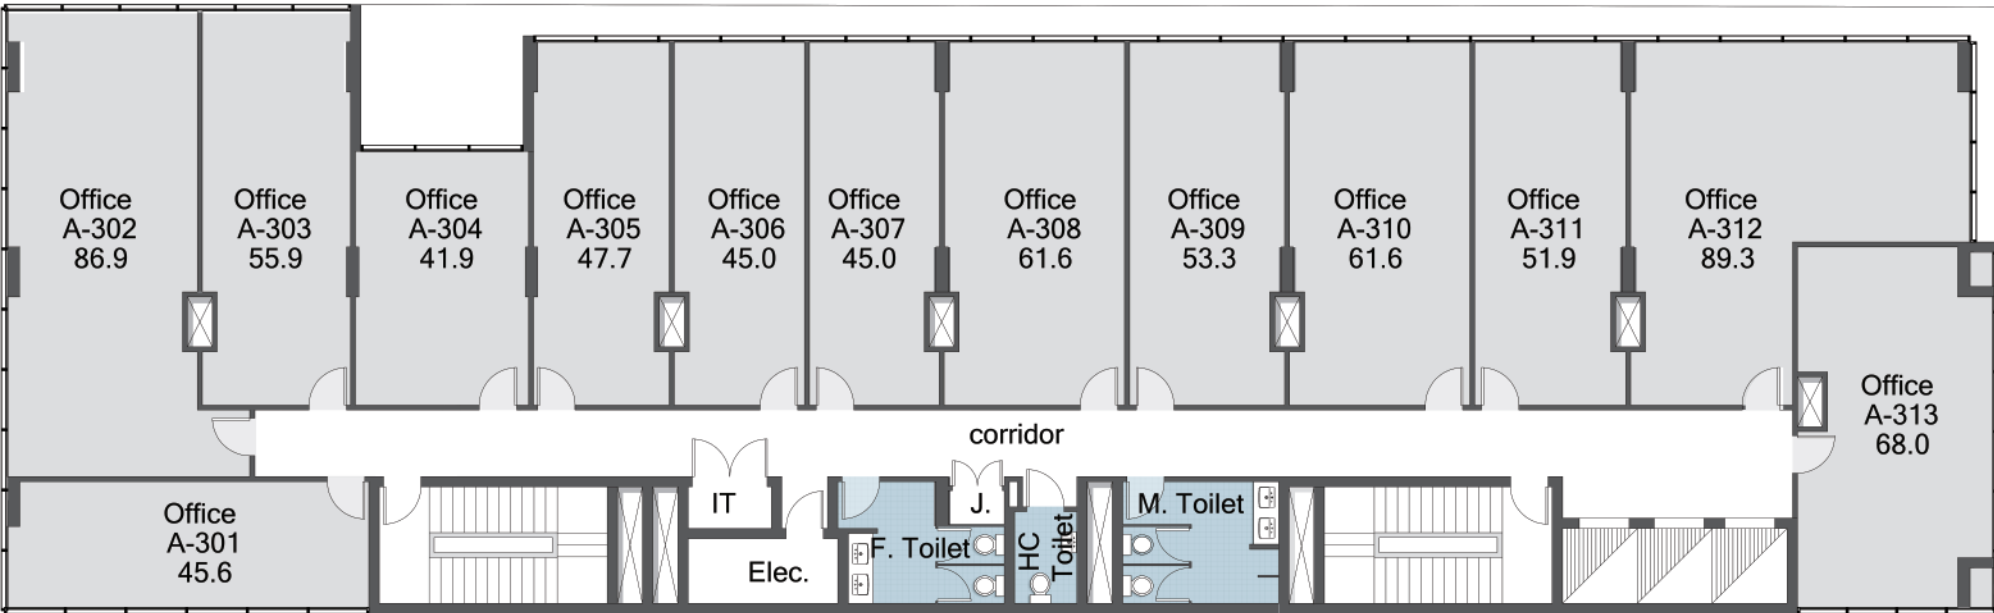 Office
A-302
86.9
Office
A-303
55.9
Office
A-304
41.9
Office
A-305
47.7
Office
A-306
45.0
Office
A-307
45.0
Office
A-308
61.6
Office
A-309
53.3
Office
A-310
61.6
Office
A-311
51.9
Office
A-312
89.3
Office
A-313
68.0
corridor
Office
A-301
45.6
IT
Elec.
F. Toilet
J.
HC
Toilet
M. Toilet